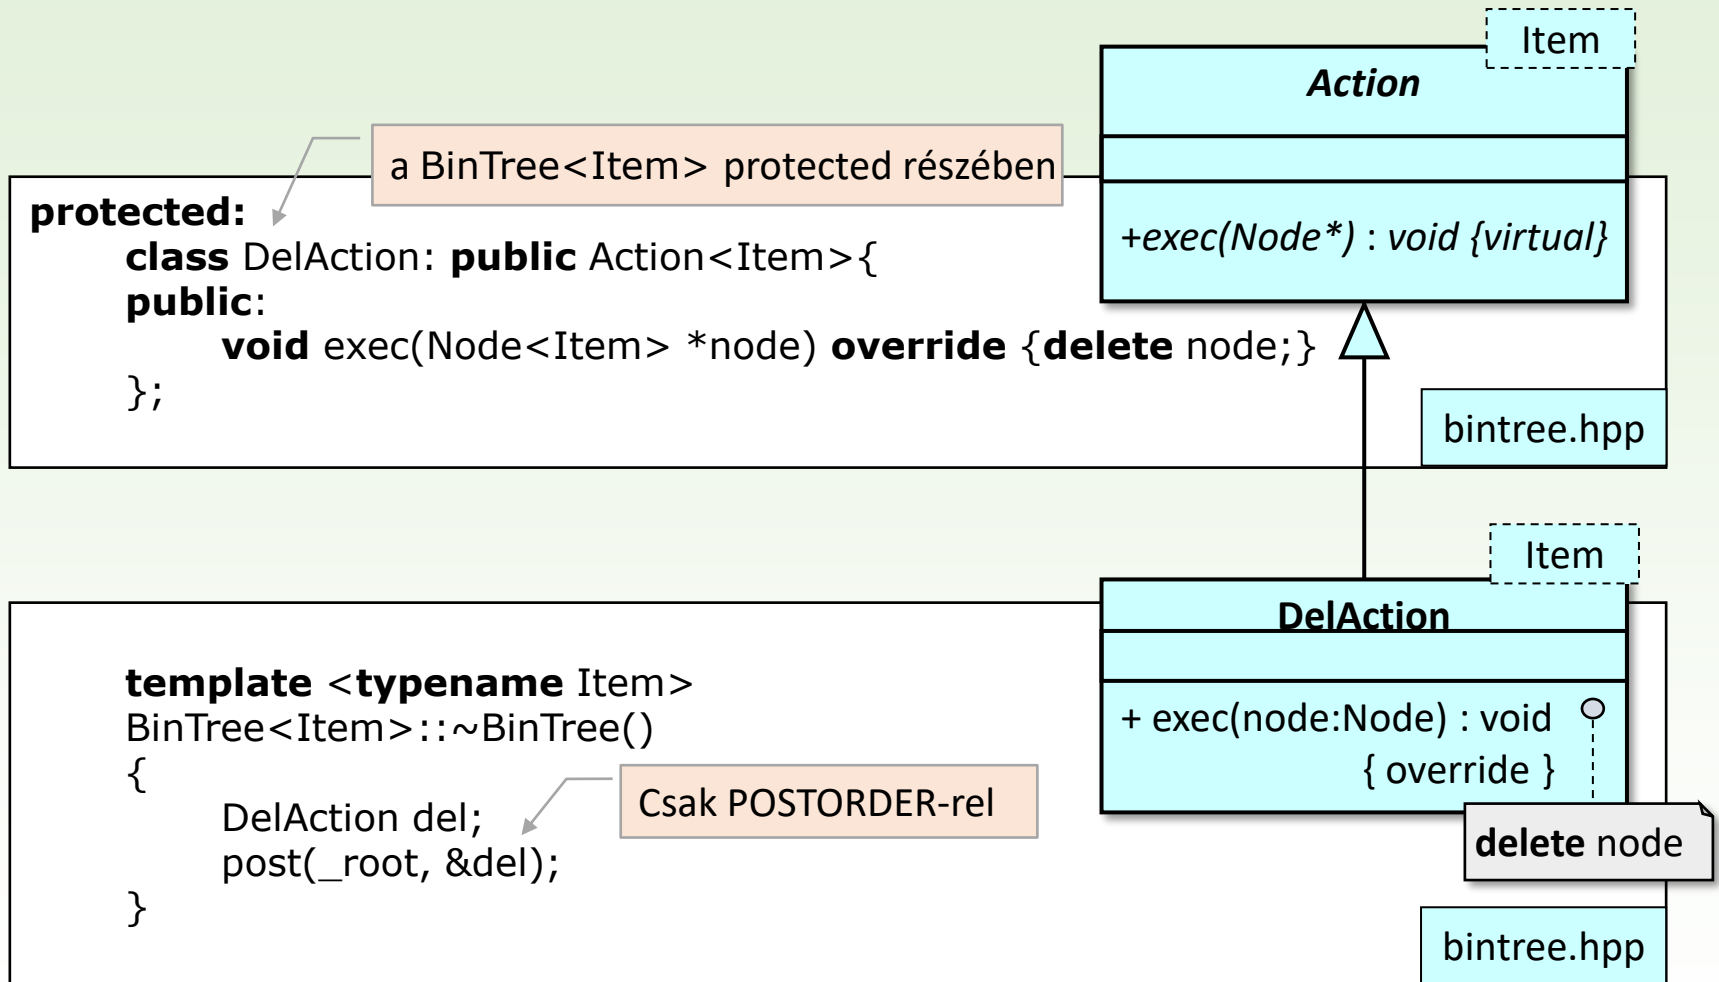 Item
Action
+exec(Node*) : void {virtual}
a BinTree<Item> protected részében
protected:
class DelAction: public Action<Item>{
public:
void exec(Node<Item> *node) override {delete node;}
};
bintree.hpp
Item
DelAction
+ exec(node:Node) : void
{ override }
delete node
template <typename Item>
BinTree<Item>::~BinTree()
{
DelAction del;
post(_root, &del);
}
Csak POSTORDER-rel
bintree.hpp